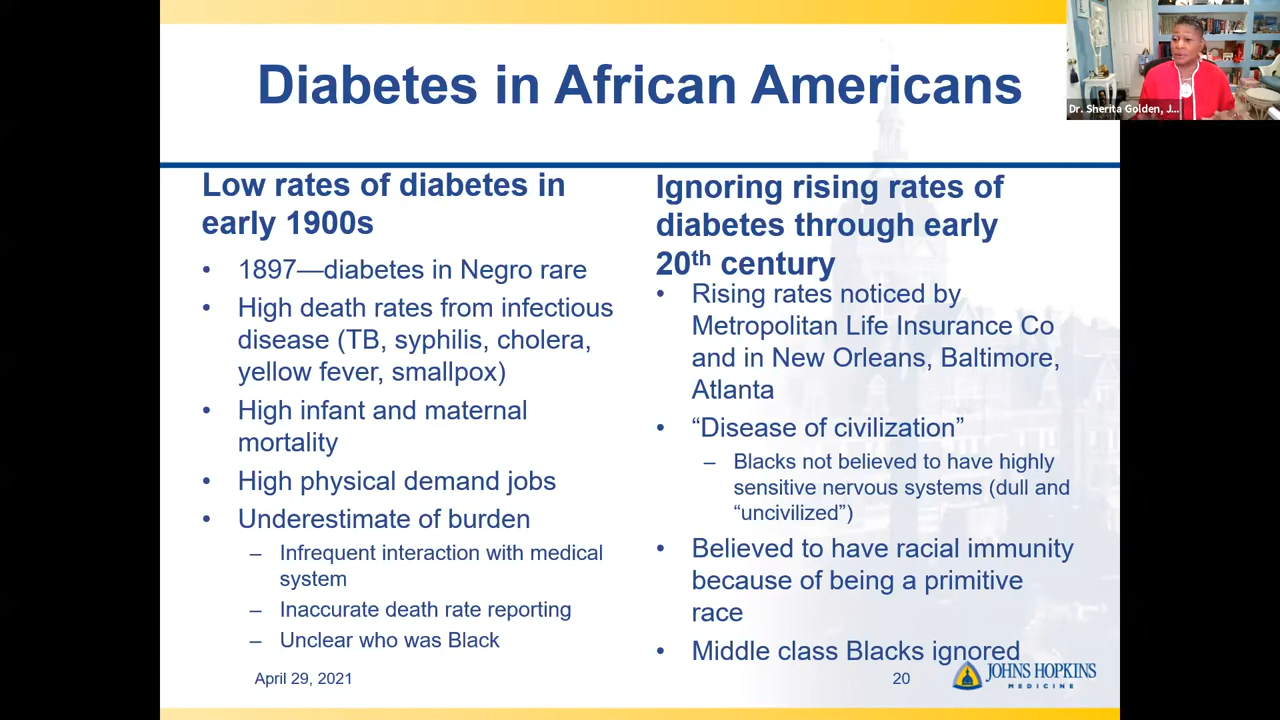 Diabetes in African Americans
Dr. Sherita Golden, J...
Low rates of diabetes in
early 1900s
• 1897—diabetes in Negro rare
• High death rates from infectious
disease (TB, syphilis, cholera,
yellow fever, smallpox)
• High infant and maternal
mortality
• High physical demand jobs
• Underestimate of burden
– Infrequent interaction with medical
system
– Inaccurate death rate reporting
– Unclear who was Black
Ignoring rising rates of
diabetes through early
20th century
• Rising rates noticed by
Metropolitan Life Insurance Co
and in New Orleans, Baltimore,
Atlanta
• “Disease of civilization”
– Blacks not believed to have highly
sensitive nervous systems (dull and
“uncivilized”)
• Believed to have racial immunity
because of being a primitive
race
• Middle class Blacks ignored
April 29, 2021
20
JOHNS HOPKINS
MEDICINE